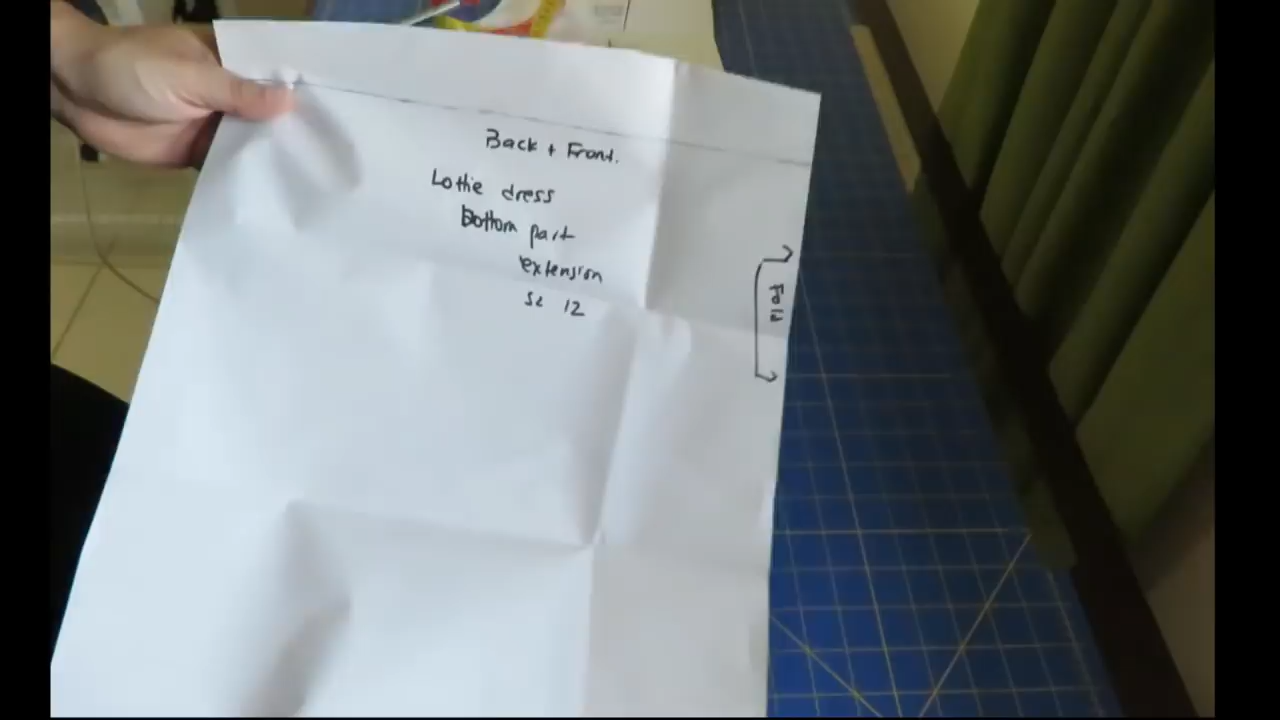 Back + Front.
Lottie dress
Bottom part
extension
sz 12
Fold